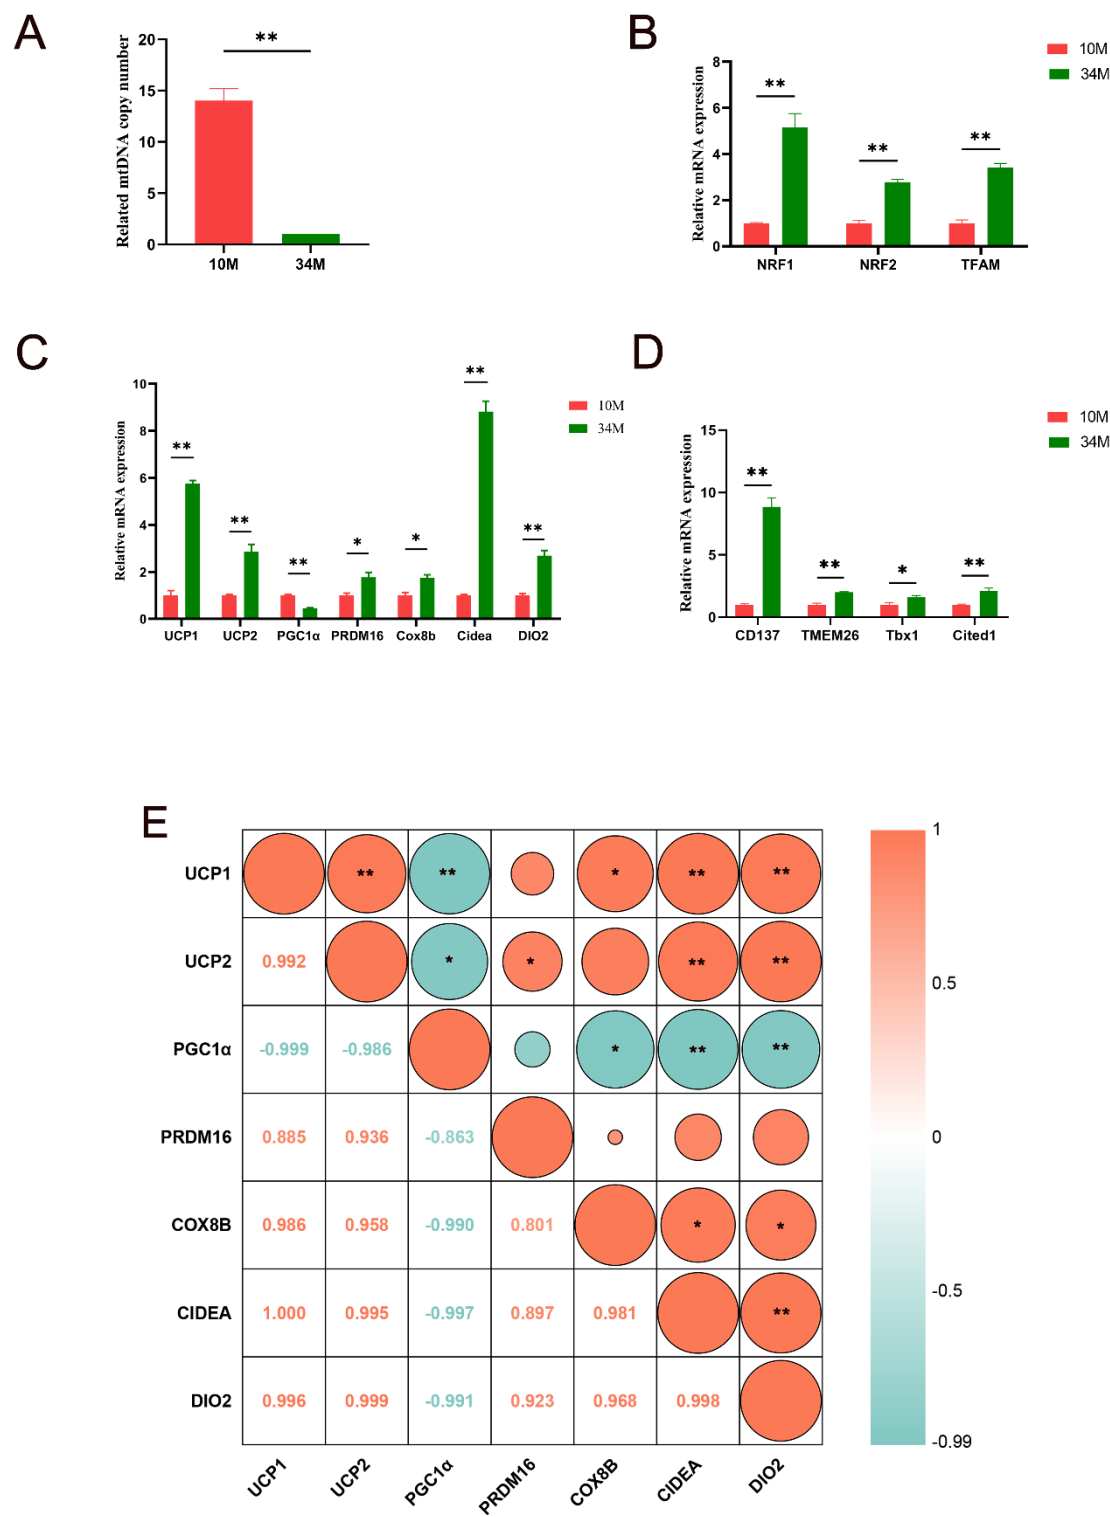 A
Related mtDNA copy number
20
15
10
5
0
**
10M
34M
B
10M
34M
Relative mRNA expression
8
6
4
2
0
**
**
**
NRF1
NRF2
TFAM
C
Relative mRNA expression
10
8
6
4
2
0
**
**
**
*
*
**
**
10M
34M
UCP1
UCP2
PGC1α
PRDM16
Cox8b
Cidea
DIO2
D
10M
34M
Relative mRNA expression
15
10
5
0
**
**
*
**
CD137
TMEM26
Tbx1
Cited1
E
UCP1 ** ** * ** **
UCP2 0.992 * * ** **
PGC1α -0.999 -0.986 * ** **
PRDM16 0.885 0.936 -0.863
COX8B 0.986 0.958 -0.990 0.801 * *
CIDEA 1.000 0.995 -0.997 0.897 0.981 **
DIO2 0.996 0.999 -0.991 0.923 0.968 0.998
UCP1
UCP2
PGC1α
PRDM16
COX8B
CIDEA
DIO2
1
0.5
0
-0.5
-0.99